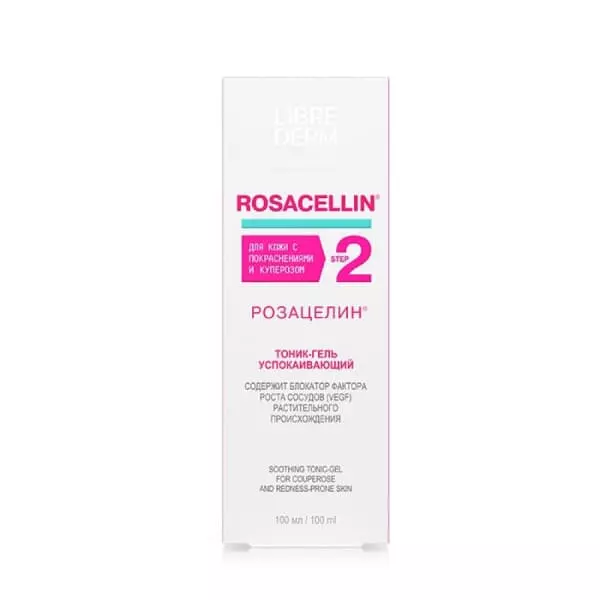 LIBRE
DERM
ROSACELLIN®
ДЛЯ КОЖИ С
ПОКРАСНЕНИЯМИ
И КУПЕРОЗОМ
STEP 2
РОЗАЦЕЛИН®
ТОНИК-ГЕЛЬ
УСПОКАИВАЮЩИЙ
СОДЕРЖИТ БЛОКАТОР ФАКТОРА
РОСТА СОСУДОВ (VEGF)
РАСТИТЕЛЬНОГО
ПРОИСХОЖДЕНИЯ
SOOTHING TONIC-GEL
FOR COUPEROSE
AND REDNESS-PRONE SKIN
100 мл / 100 ml